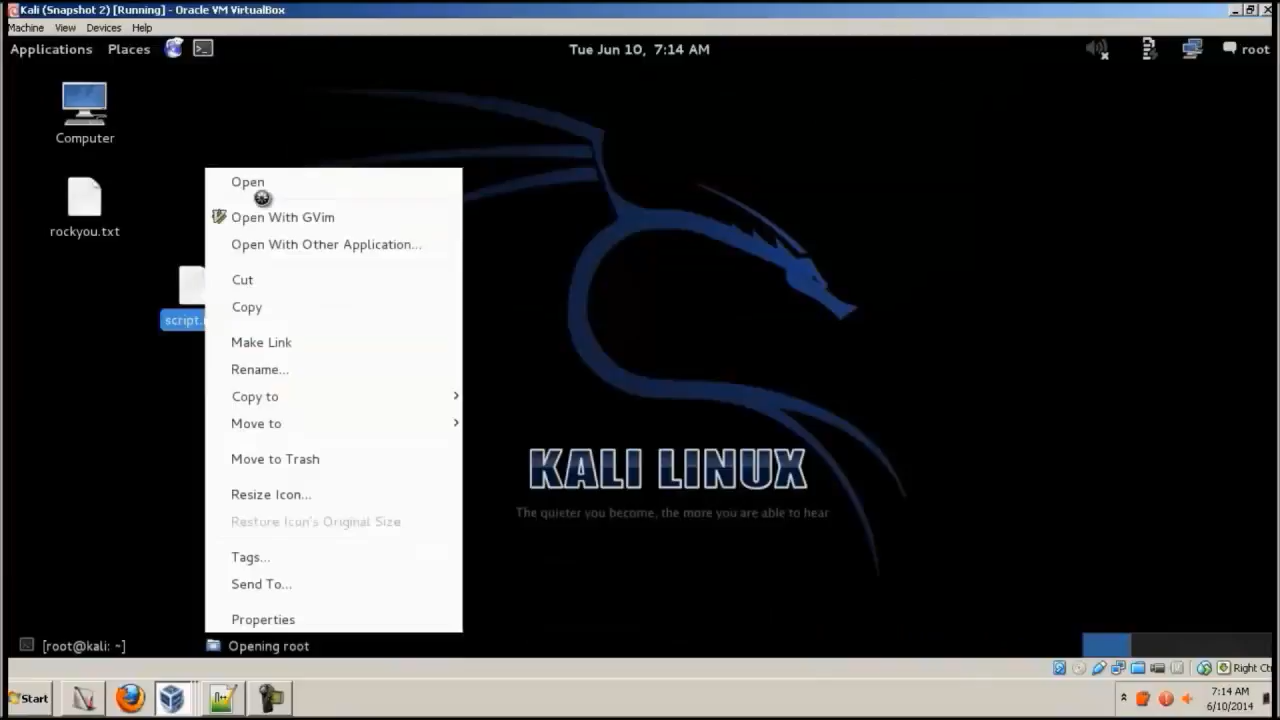 Kali (Snapshot 2) [Running] - Oracle VM VirtualBox
Machine View Devices Help
Applications Places Tue Jun 10, 7:14 AM root
Computer
rockyou.txt
script.
Open
Open With GVim
Open With Other Application...
Cut
Copy
Make Link
Rename...
Copy to
Move to
Move to Trash
Resize Icon...
Restore Icon's Original Size
Tags...
Send To...
Properties
KALI LINUX
The quieter you become, the more you are able to hear
[root@kali: ~] Opening root
Right Ct
Start
7:14 AM
6/10/2014